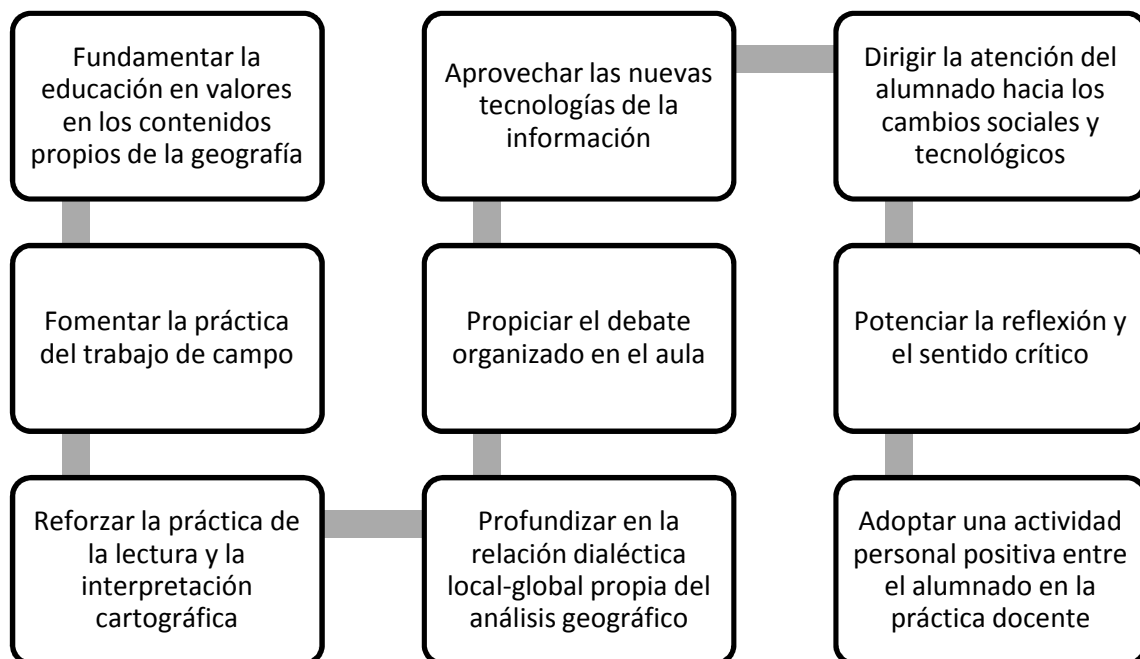 Fundamentar la
educación en valores
en los contenidos
propios de la geografía
Fomentar la práctica
del trabajo de campo
Reforzar la práctica de
la lectura y la
interpretación
cartográfica
Profundizar en la
relación dialéctica
local-global propia del
análisis geográfico
Propiciar el debate
organizado en el aula
Aprovechar las nuevas
tecnologías de la
información
Dirigir la atención del
alumnado hacia los
cambios sociales y
tecnológicos
Potenciar la reflexión y
el sentido crítico
Adoptar una actividad
personal positiva entre
el alumnado en la
práctica docente